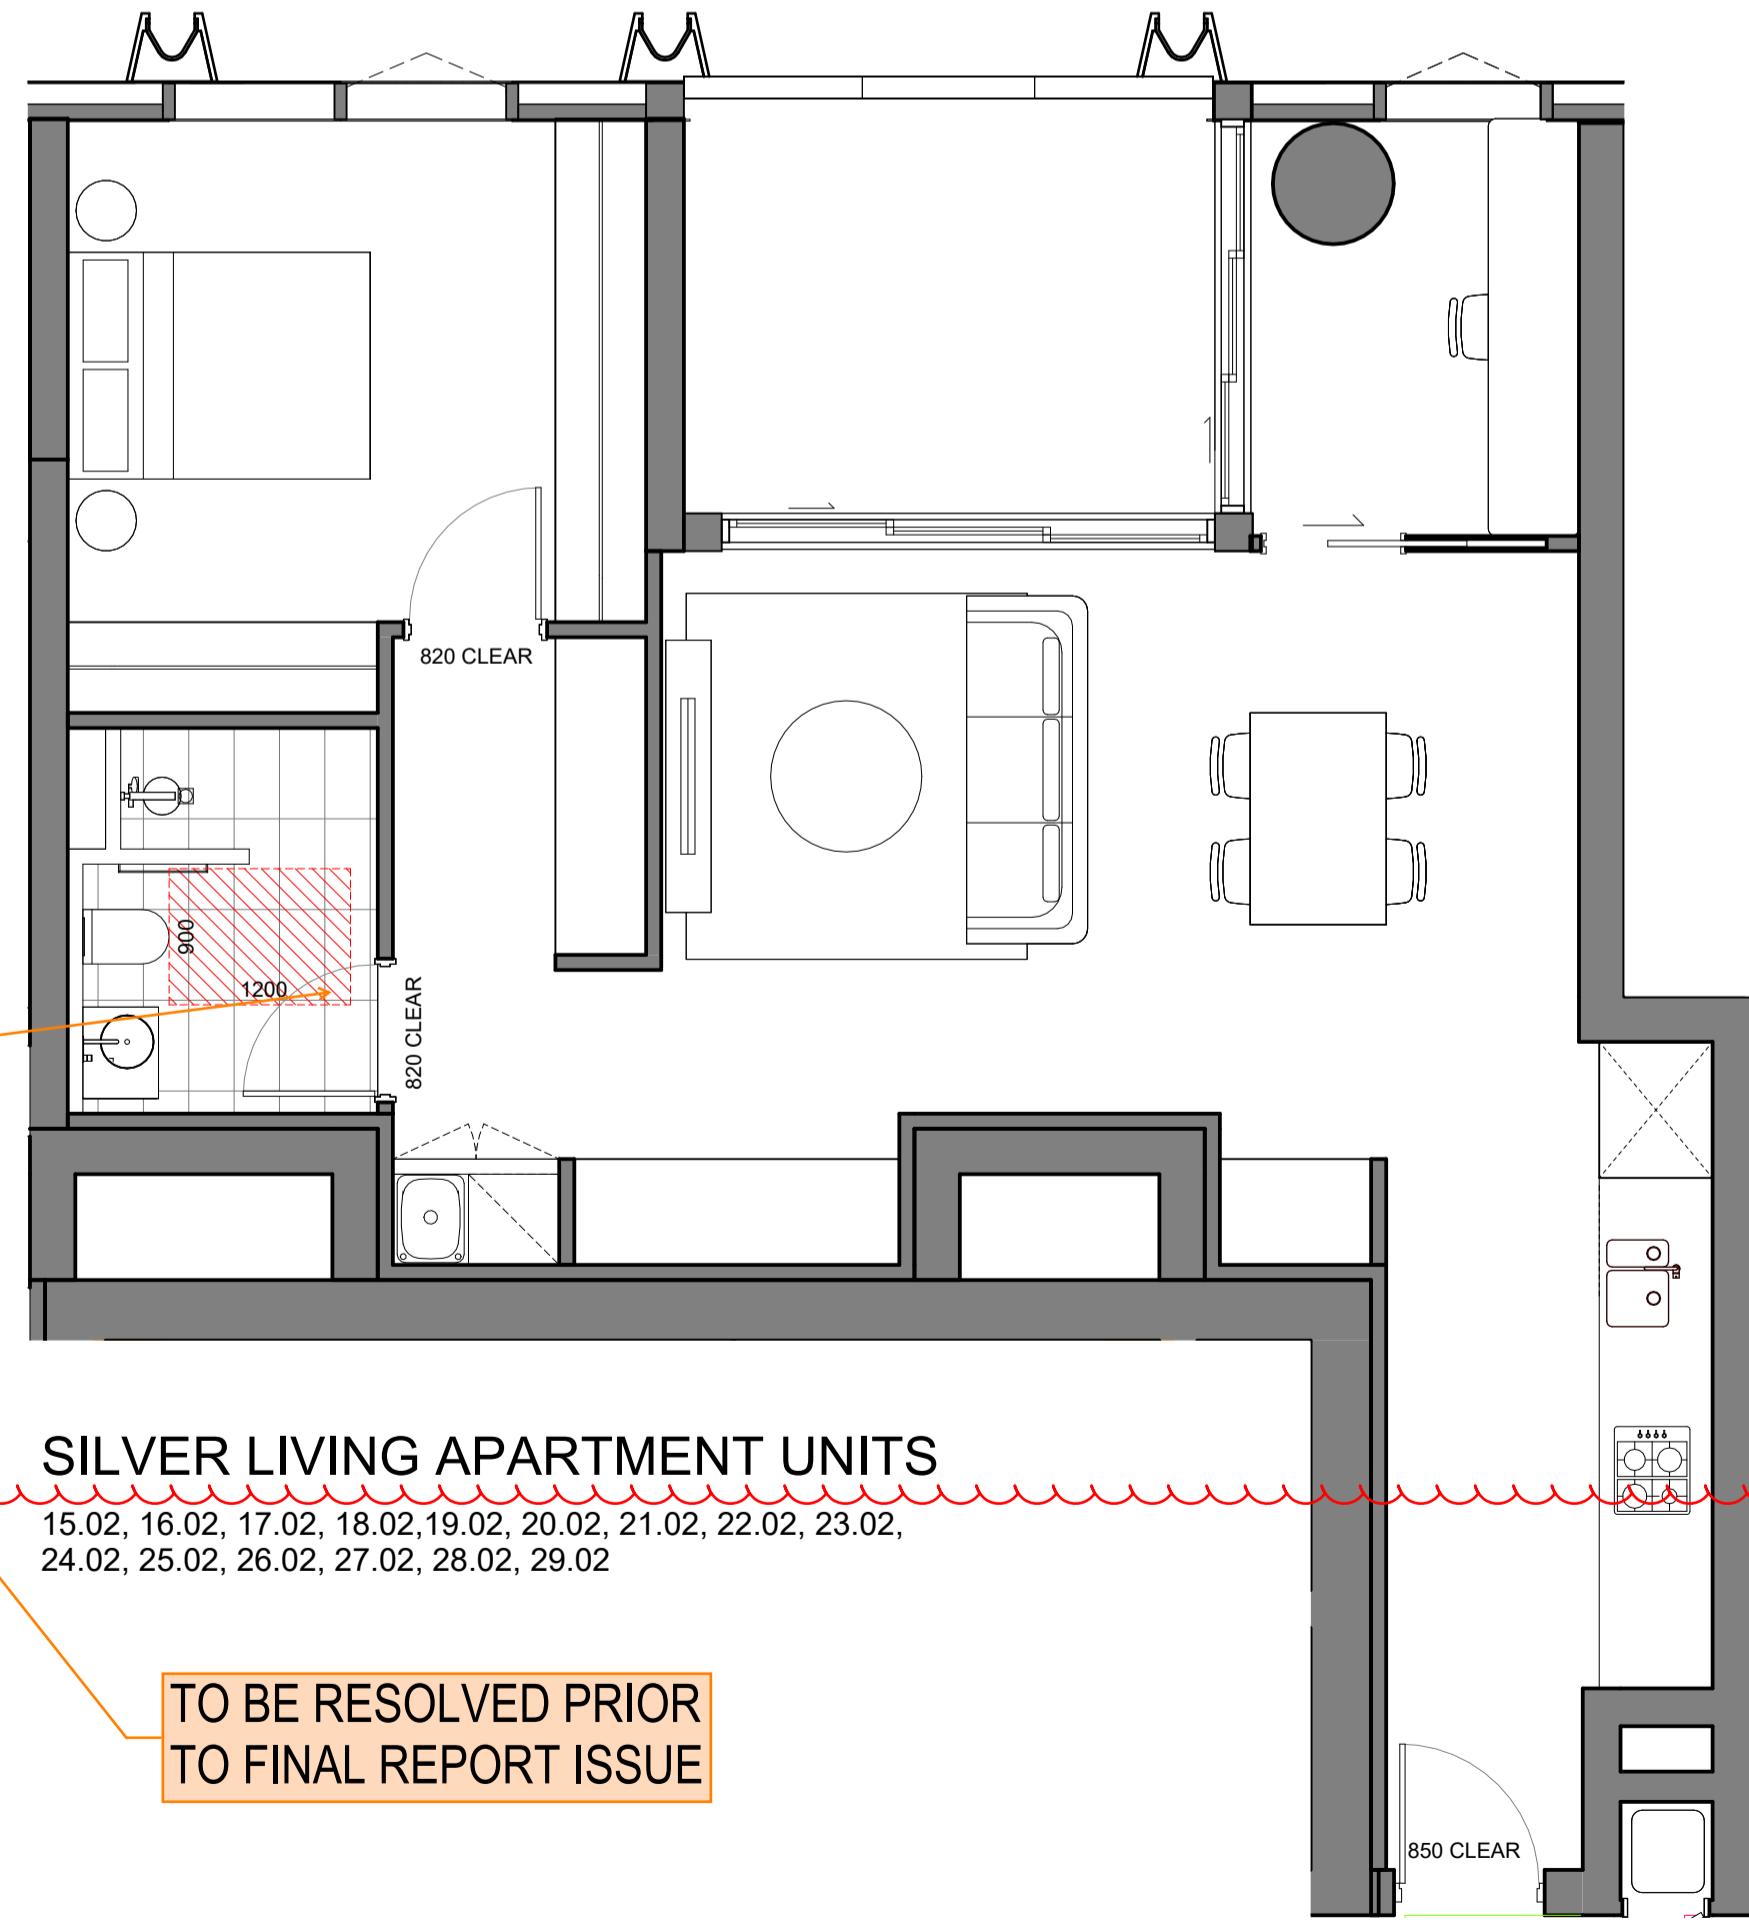 820 CLEAR
900
1200
820 CLEAR
SILVER LIVING APARTMENT UNITS
15.02, 16.02, 17.02, 18.02,19.02, 20.02, 21.02, 22.02, 23.02,
24.02, 25.02, 26.02, 27.02, 28.02, 29.02
TO BE RESOLVED PRIOR
TO FINAL REPORT ISSUE
850 CLEAR